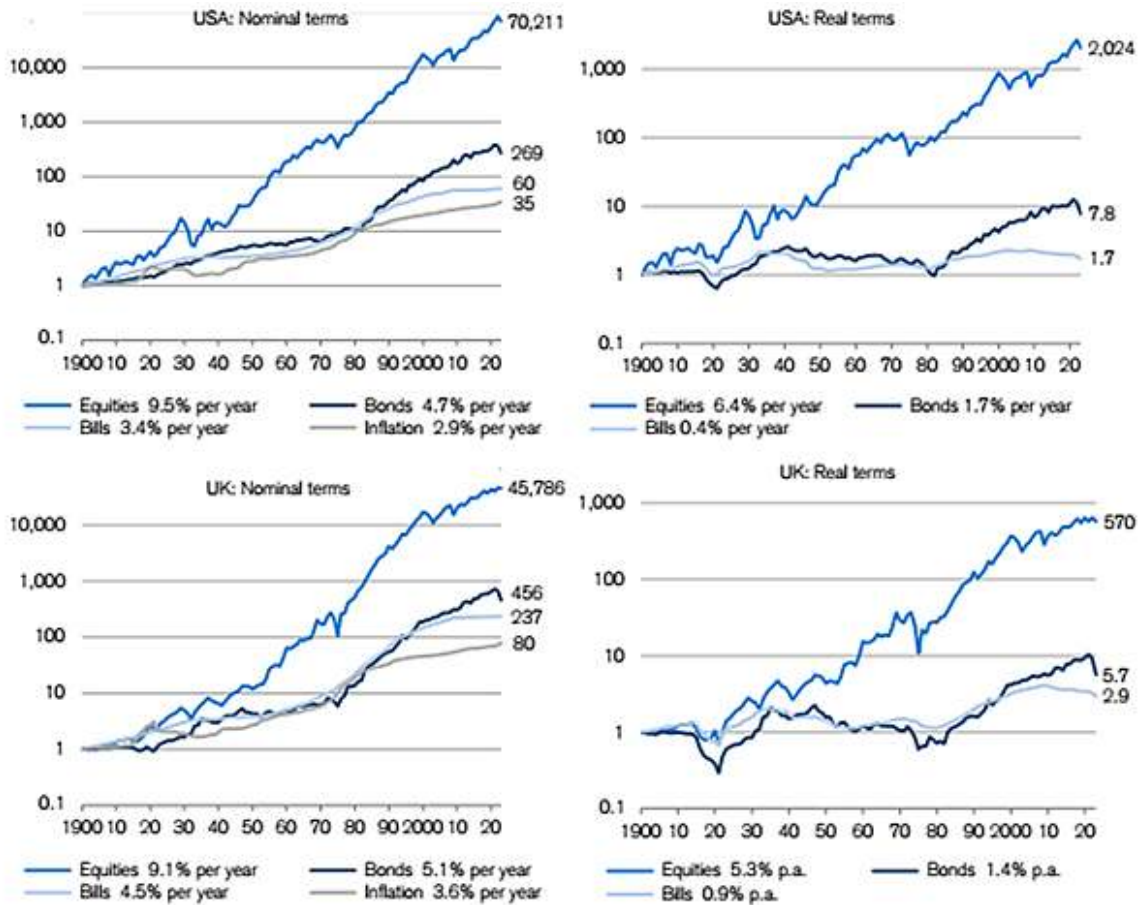 USA: Nominal terms
70,211
10,000
1,000
269
100
60
35
10
1
0.1
1900 10 20 30 40 50 60 70 80 90 2000 10 20
Equities 9.5% per year
Bonds 4.7% per year
Bills 3.4% per year
Inflation 2.9% per year
USA: Real terms
2,024
1,000
100
10
7.8
1.7
1
0.1
1900 10 20 30 40 50 60 70 80 90 2000 10 20
Equities 6.4% per year
Bonds 1.7% per year
Bills 0.4% per year
UK: Nominal terms
45,786
10,000
1,000
456
237
100
80
10
1
0.1
1900 10 20 30 40 50 60 70 80 90 2000 10 20
Equities 9.1% per year
Bonds 5.1% per year
Bills 4.5% per year
Inflation 3.6% per year
UK: Real terms
1,000
570
100
10
5.7
2.9
1
0.1
1900 10 20 30 40 50 60 70 80 90 2000 10 20
Equities 5.3% p.a.
Bonds 1.4% p.a.
Bills 0.9% p.a.